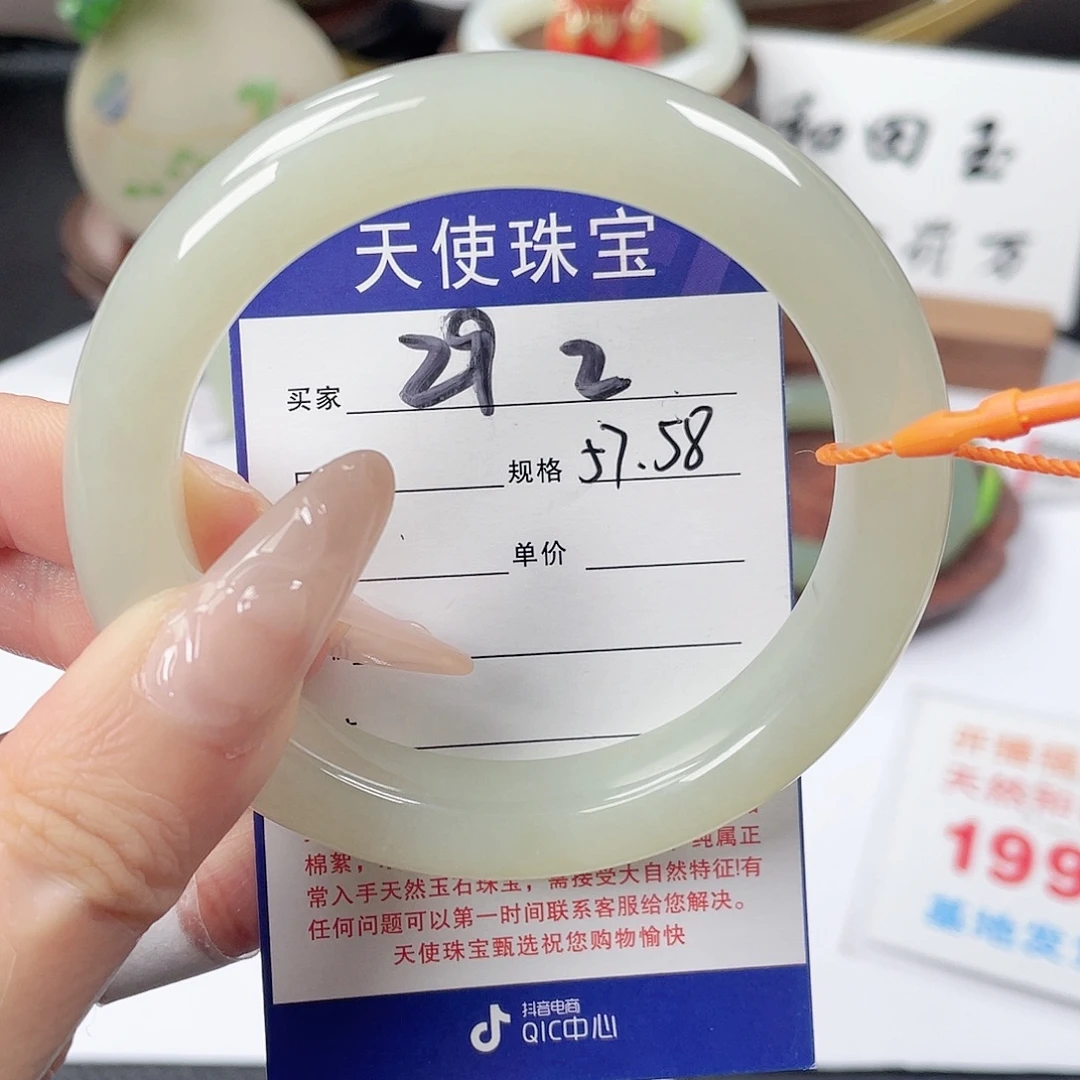 和田玉
天使珠宝
买家 29 2
规格 57.58
单价
纯属正
棉絮，
常入手天然玉石珠宝，需接受大自然特征!有
任何问题可以第一时间联系客服给您解决。
天使珠宝甄选祝您购物愉快
抖音电商
QIC中心
天然和
199
基地发